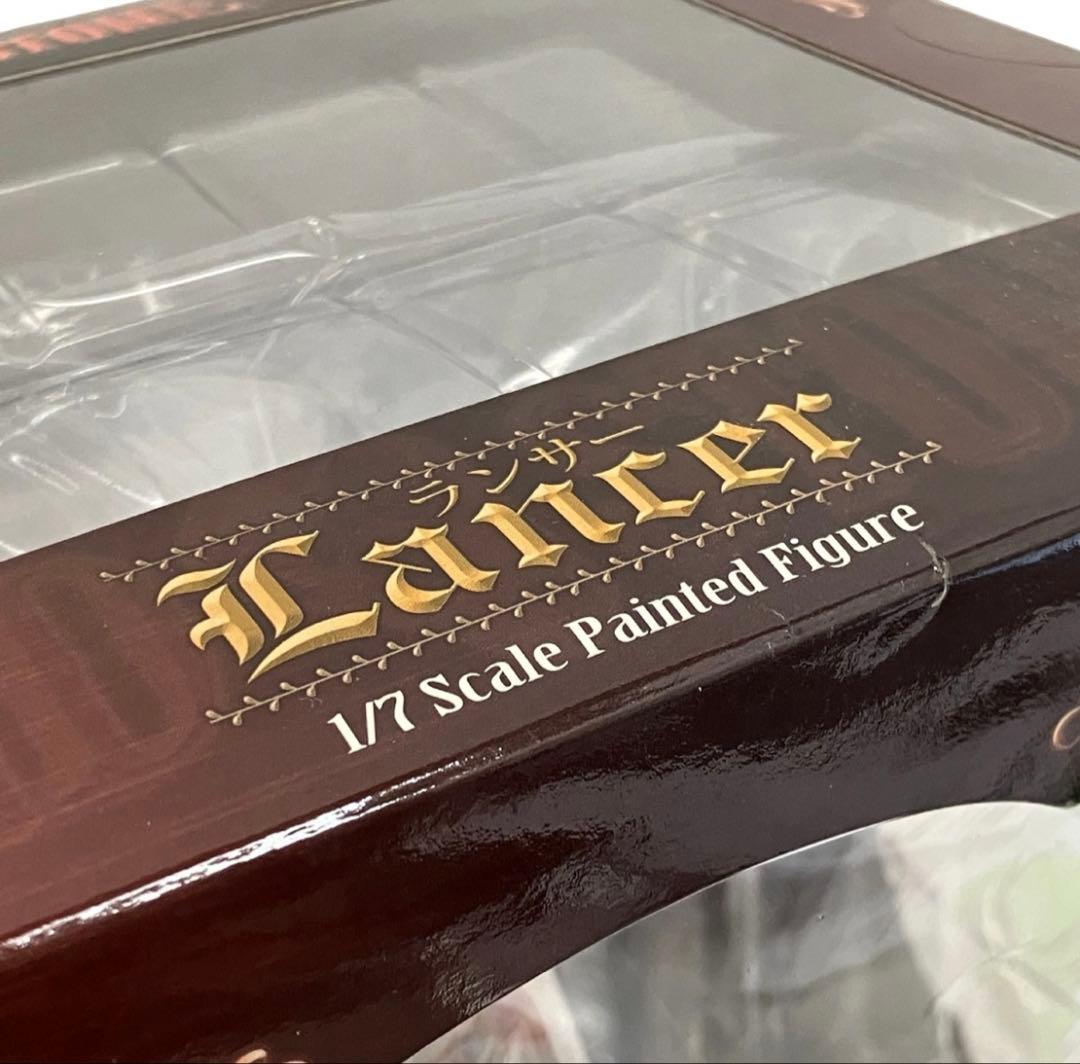 ランサー
Lancer
1/7 Scale Painted Figure